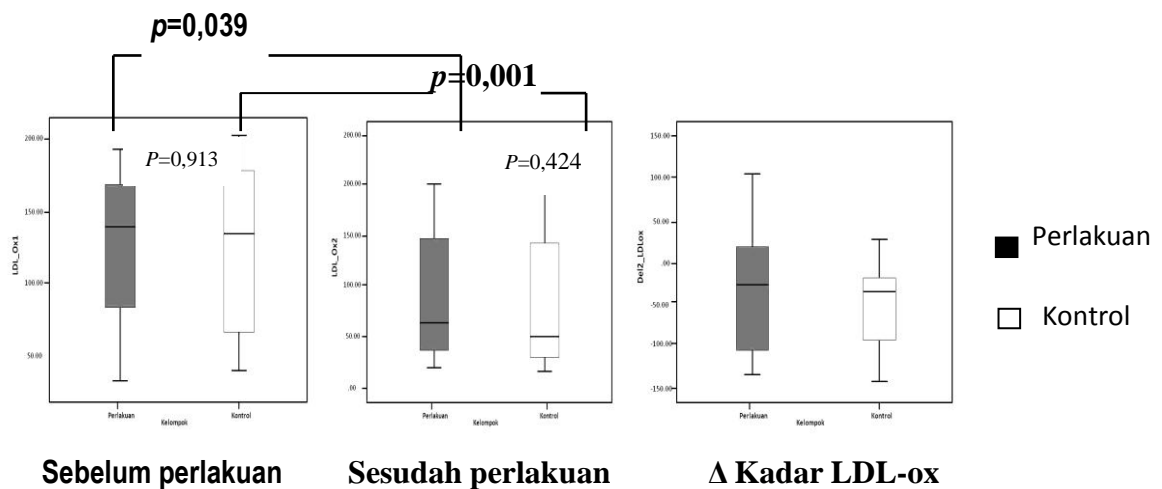 p=0,039
p=0,001
P=0,913
P=0,424
200.00
150.00
100.00
50.00
LDL_Ox1
Perlakuan
Kontrol
Kelompok
200.00
200.00
150.00
100.00
50.00
.00
LDL_Ox2
Perlakuan
Kontrol
Kelompok
150.00
100.00
50.00
.00
-50.00
-100.00
-150.00
Del2_LDLox
Perlakuan
Kontrol
Kelompok
Perlakuan
Kontrol
Sebelum perlakuan
Sesudah perlakuan
Δ Kadar LDL-ox